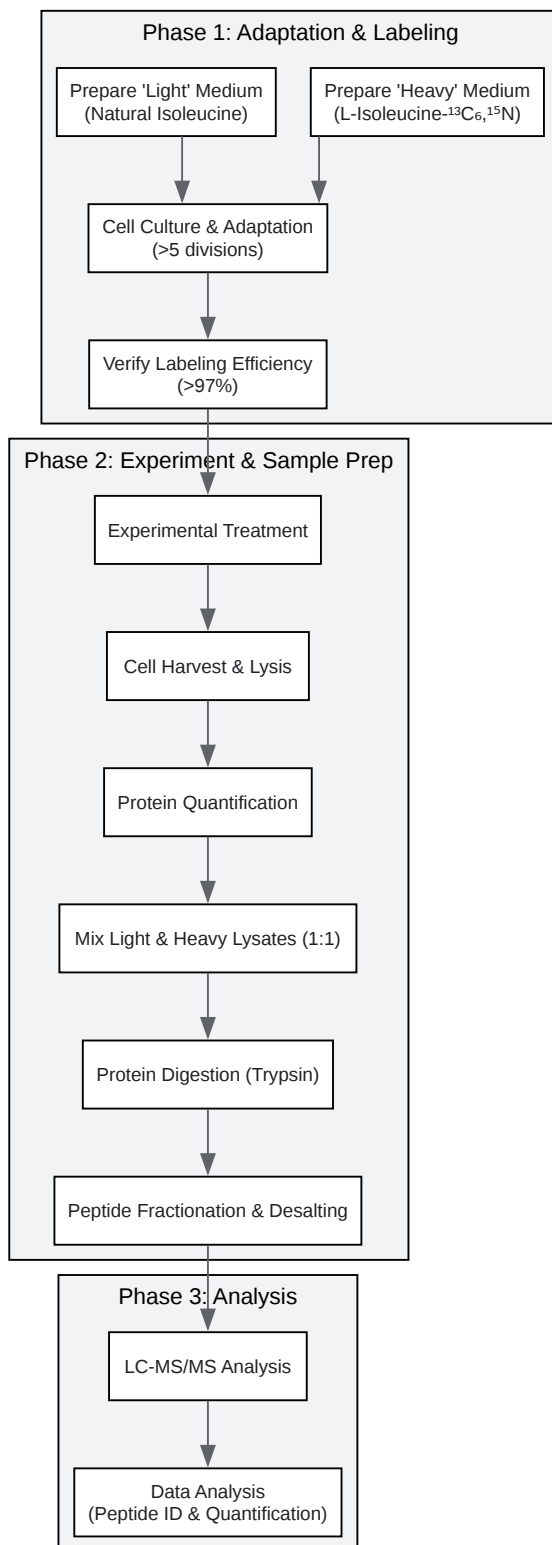 Phase 1: Adaptation & Labeling
Prepare 'Light' Medium
(Natural Isoleucine)
Prepare 'Heavy' Medium
(L-Isoleucine-¹³C₆,¹⁵N)
Cell Culture & Adaptation
(>5 divisions)
Verify Labeling Efficiency
(>97%)
Phase 2: Experiment & Sample Prep
Experimental Treatment
Cell Harvest & Lysis
Protein Quantification
Mix Light & Heavy Lysates (1:1)
Protein Digestion (Trypsin)
Peptide Fractionation & Desalting
Phase 3: Analysis
LC-MS/MS Analysis
Data Analysis
(Peptide ID & Quantification)